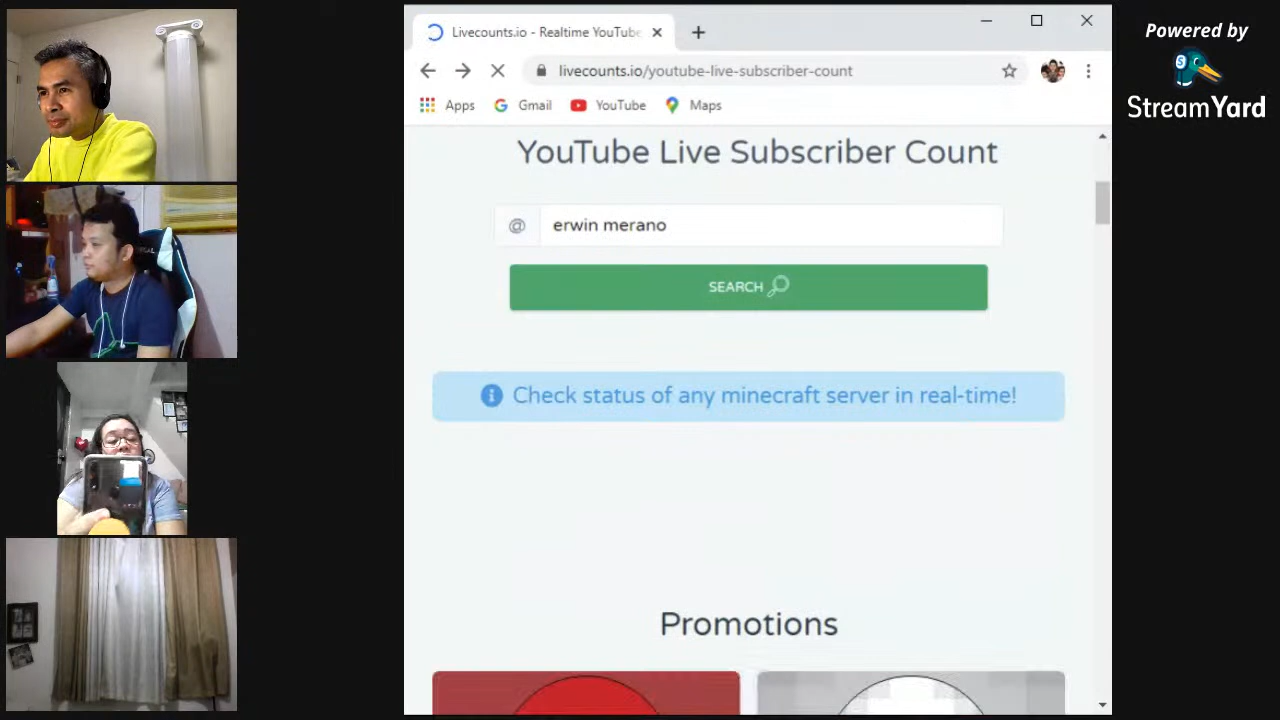 Livecounts.io - Realtime YouTube
livecounts.io/youtube-live-subscriber-count
Apps
Gmail
YouTube
Maps
YouTube Live Subscriber Count
@ erwin merano
SEARCH
Check status of any minecraft server in real-time!
Promotions
Powered by
S
StreamYard